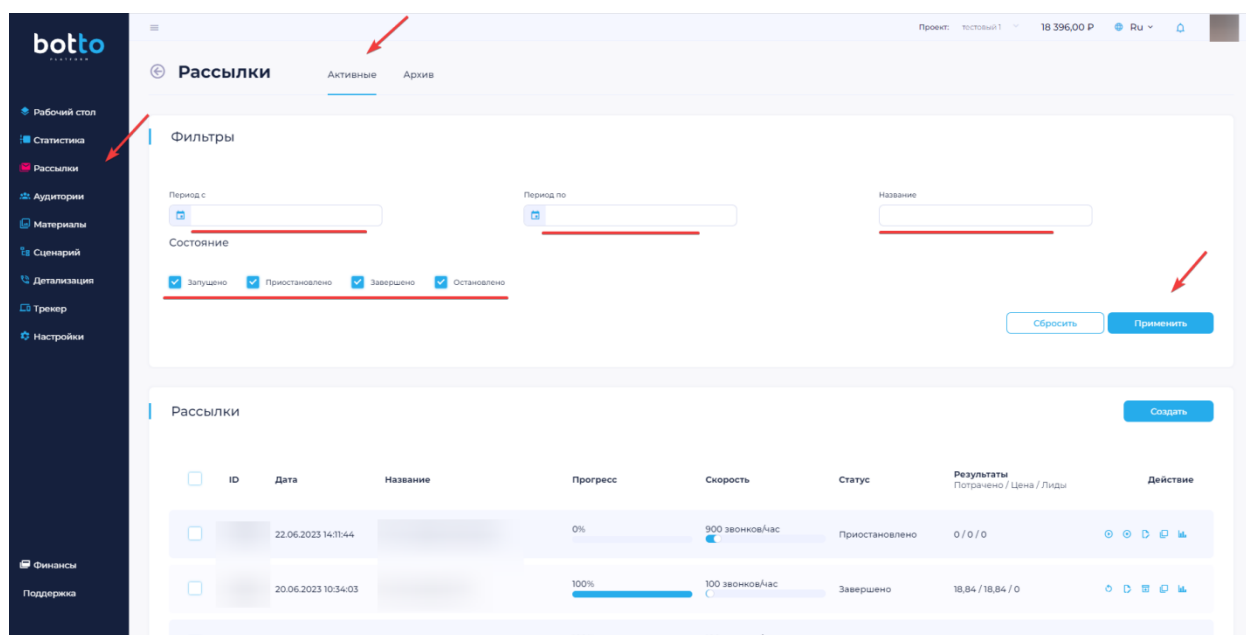 botto
PLATFORM
Проект: тестовый 1 18 396,00 ₽ Ru
Рассылки Активные Архив
Рабочий стол
Статистика
Рассылки
Аудитории
Материалы
Сценарий
Детализация
Трекер
Настройки
Финансы
Поддержка
Фильтры
Период с Период по Название
Состояние
Запущено Приостановлено Завершено Остановлено
Сбросить Применить
Рассылки Создать
ID Дата Название Прогресс Скорость Статус Результаты Действие
Потрачено / Цена / Лиды
22.06.2023 14:11:44 0% 900 звонков/час Приостановлено 0 / 0 / 0
20.06.2023 10:34:03 100% 100 звонков/час Завершено 18,84 / 18,84 / 0